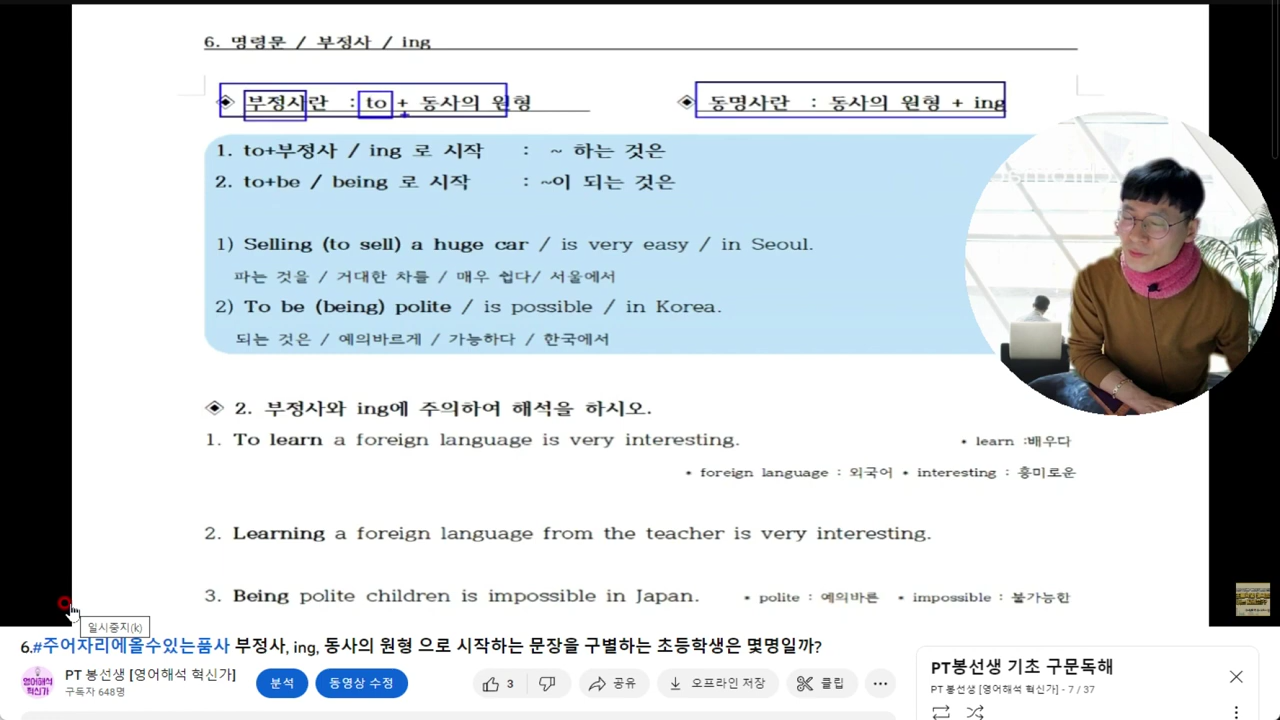 6. 명령문 / 부정사 / ing
◈ 부정사란 : to + 동사의 원형
◈ 동명사란 : 동사의 원형 + ing
1. to+부정사 / ing 로 시작 : ~ 하는 것은
2. to+be / being 로 시작 : ~이 되는 것은
1) Selling (to sell) a huge car / is very easy / in Seoul.
파는 것을 / 거대한 차를 / 매우 쉽다/ 서울에서
2) To be (being) polite / is possible / in Korea.
되는 것은 / 예의바르게 / 가능하다 / 한국에서
◈ 2. 부정사와 ing에 주의하여 해석을 하시오.
1. To learn a foreign language is very interesting.
• learn :배우다
• foreign language : 외국어 • interesting : 흥미로운
2. Learning a foreign language from the teacher is very interesting.
3. Being polite children is impossible in Japan.
• polite : 예의바른 • impossible : 불가능한
일시중지(k)
6.#주어자리에올수있는품사 부정사, ing, 동사의 원형 으로 시작하는 문장을 구별하는 초등학생은 몇명일까?
영어해석
혁신가
PT 봉선생 [영어해석 혁신가]
구독자 648명
분석
동영상 수정
3
공유
오프라인 저장
클립
PT봉선생 기초 구문독해
PT 봉선생 [영어해석 혁신가] - 7 / 37